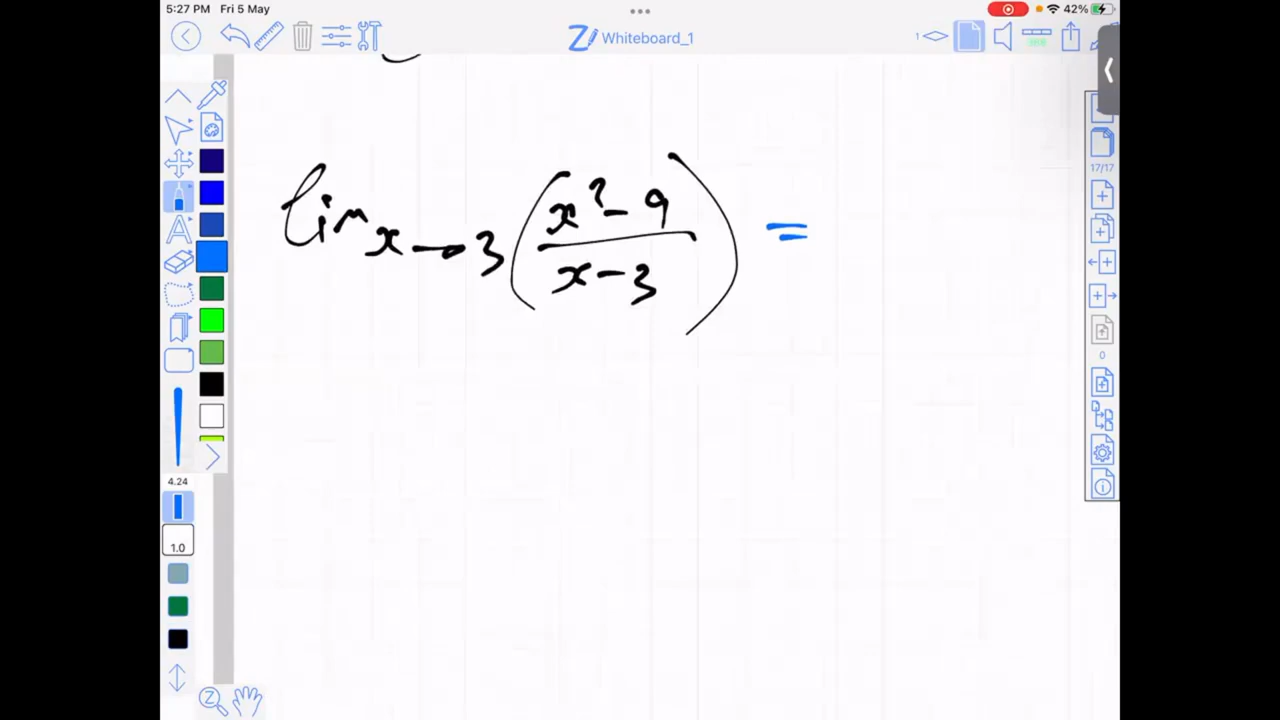 5:27 PM Fri 5 May
42%
Whiteboard_1
1
17/17
0
A
4.24
1.0
Z
lim x→3 (x² - 9 / x - 3) =